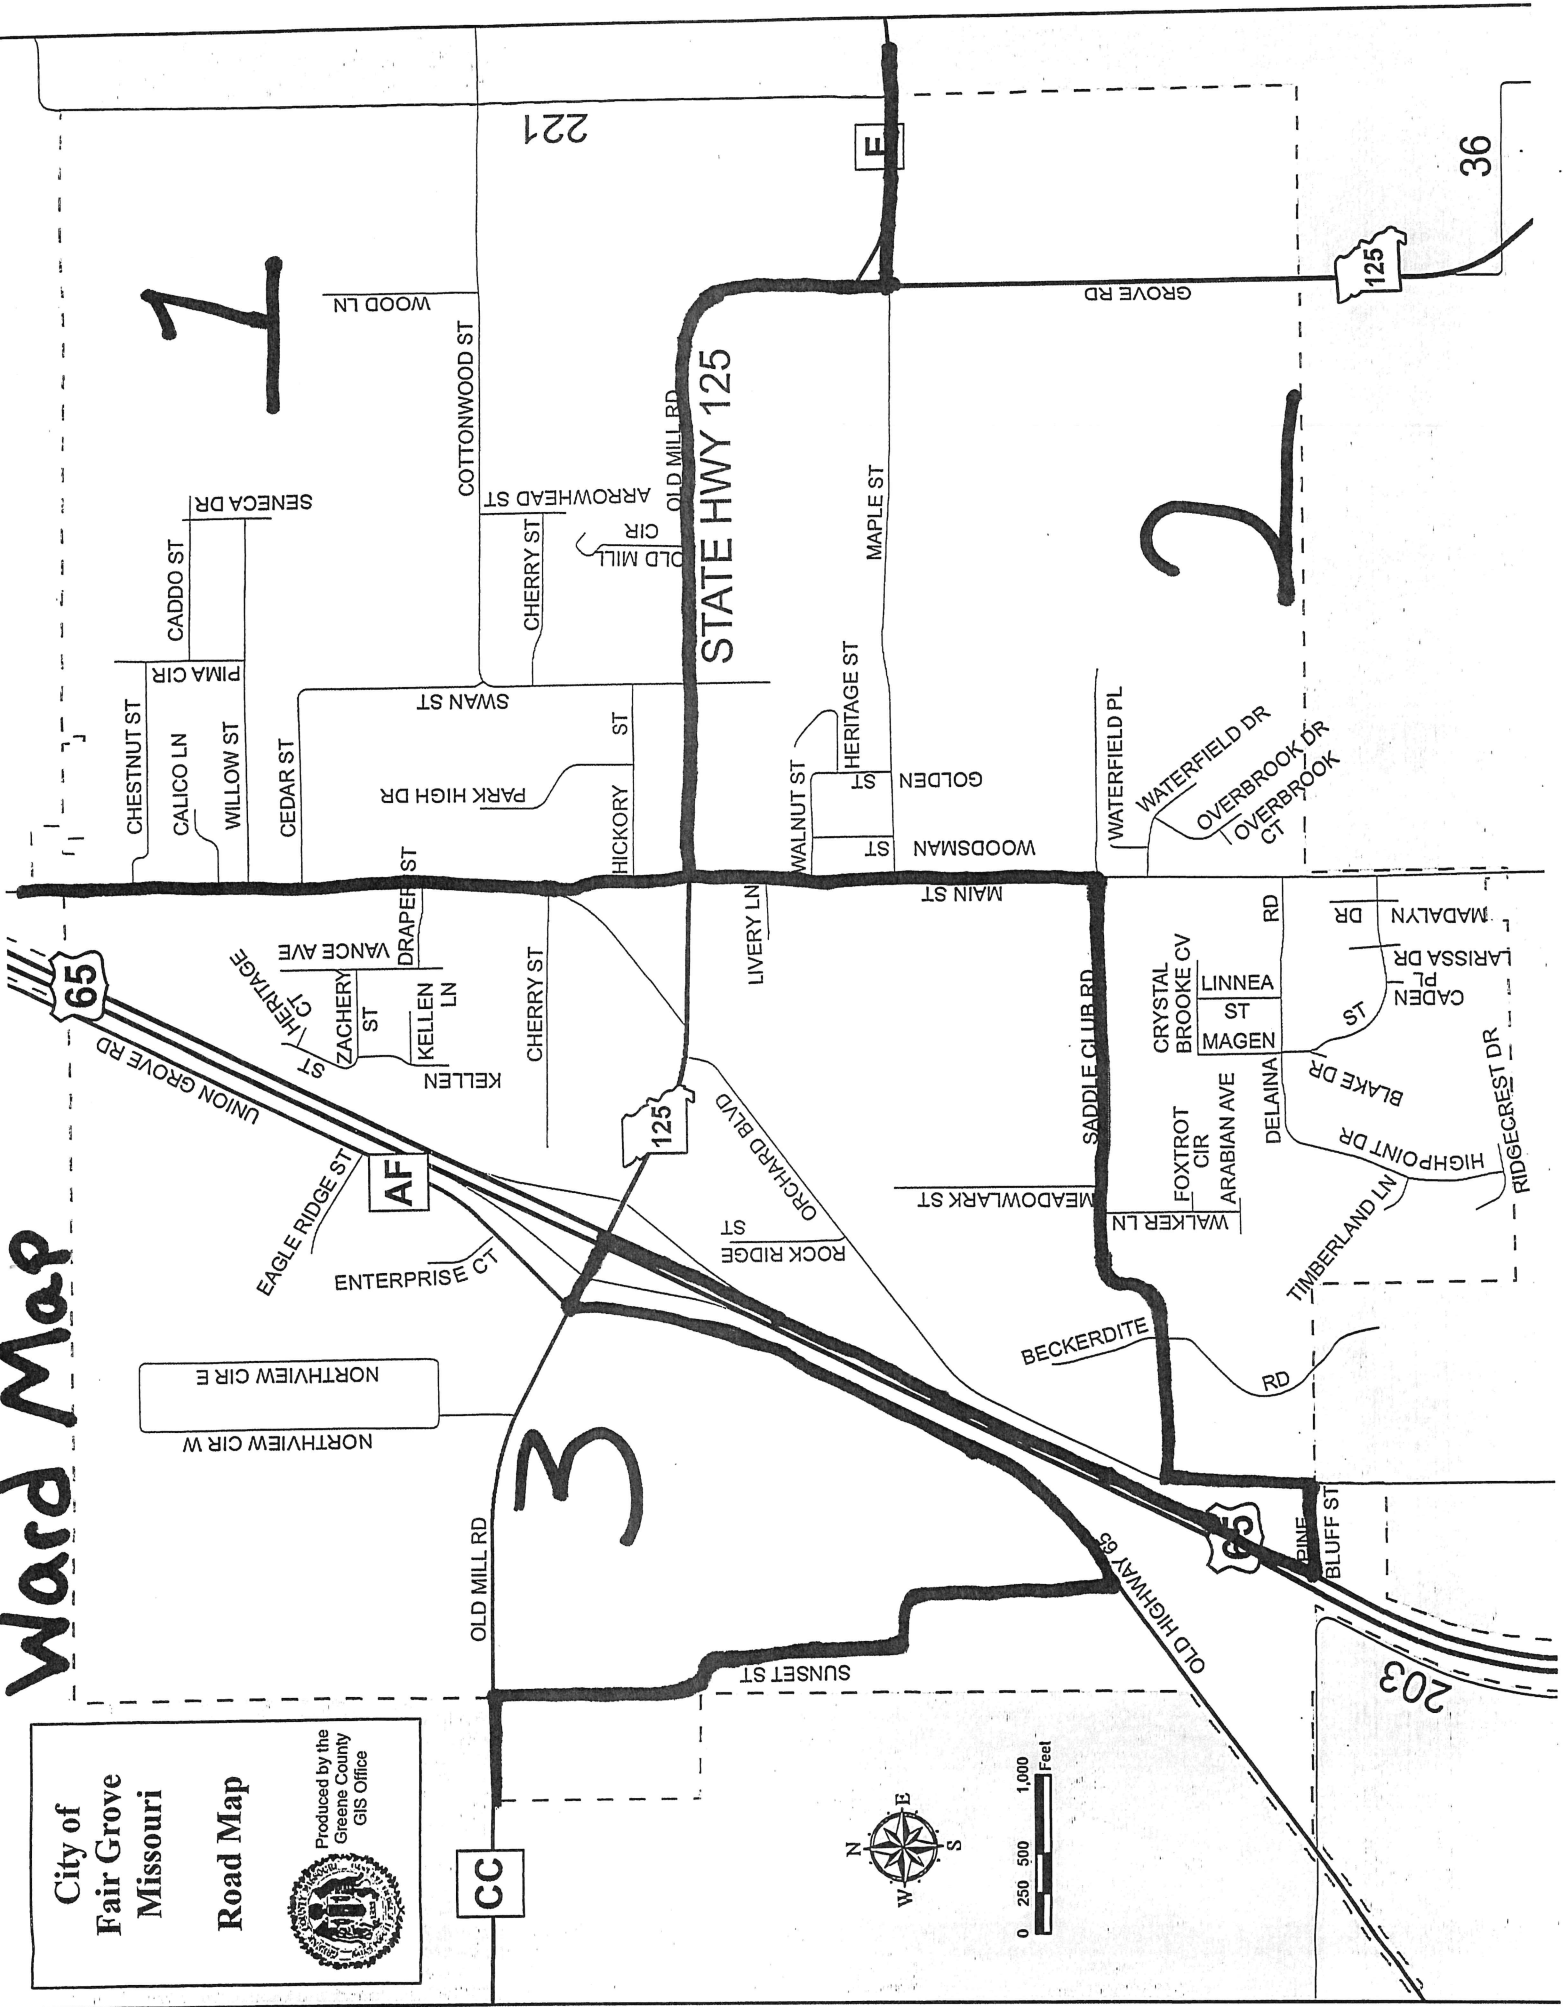 Ward Map
City of
Fair Grove
Missouri
Road Map
Produced by the
Greene County
GIS Office
1
2
3
65
UNION GROVE RD
AF
EAGLE RIDGE ST
ENTERPRISE CT
NORTHVIEW CIR E
NORTHVIEW CIR W
OLD MILL RD
CC
HERITAGE
CT
VANCE AVE
DRAPER ST
ZACHERY
ST
KELLEN
LN
KELLEN
ST
CHERRY ST
CHESTNUT ST
CALICO LN
WILLOW ST
CEDAR ST
CADDO ST
PIMA CIR
SENECA DR
WOOD LN
COTTONWOOD ST
221
SWAN ST
PARK HIGH DR
HICKORY
ST
CHERRY ST
ARROWHEAD ST
OLD MILL
CIR
OLD MILL RD
STATE HWY 125
125
ORCHARD BLVD
ROCK RIDGE
ST
LIVERY LN
WALNUT ST
HERITAGE ST
MAPLE ST
GOLDEN
ST
WOODSMAN
ST
MAIN ST
E
GROVE RD
125
36
WATERFIELD PL
WATERFIELD DR
OVERBROOK DR
OVERBROOK
CT
SADDLE CLUB RD
MEADOWLARK ST
WALKER LN
FOXTROT
CIR
ARABIAN AVE
CRYSTAL
BROOKE CV
LINNEA
ST
MAGEN
DELAINA
RD
MADALYN
DR
LARISSA DR
CADEN
PL
ST
BLAKE DR
HIGHPOINT DR
RIDGECREST DR
TIMBERLAND LN
BECKERDITE
RD
SUNSET ST
OLD HIGHWAY 65
65
PINE
BLUFF ST
203
N
E
S
W
0 250 500 1,000
Feet